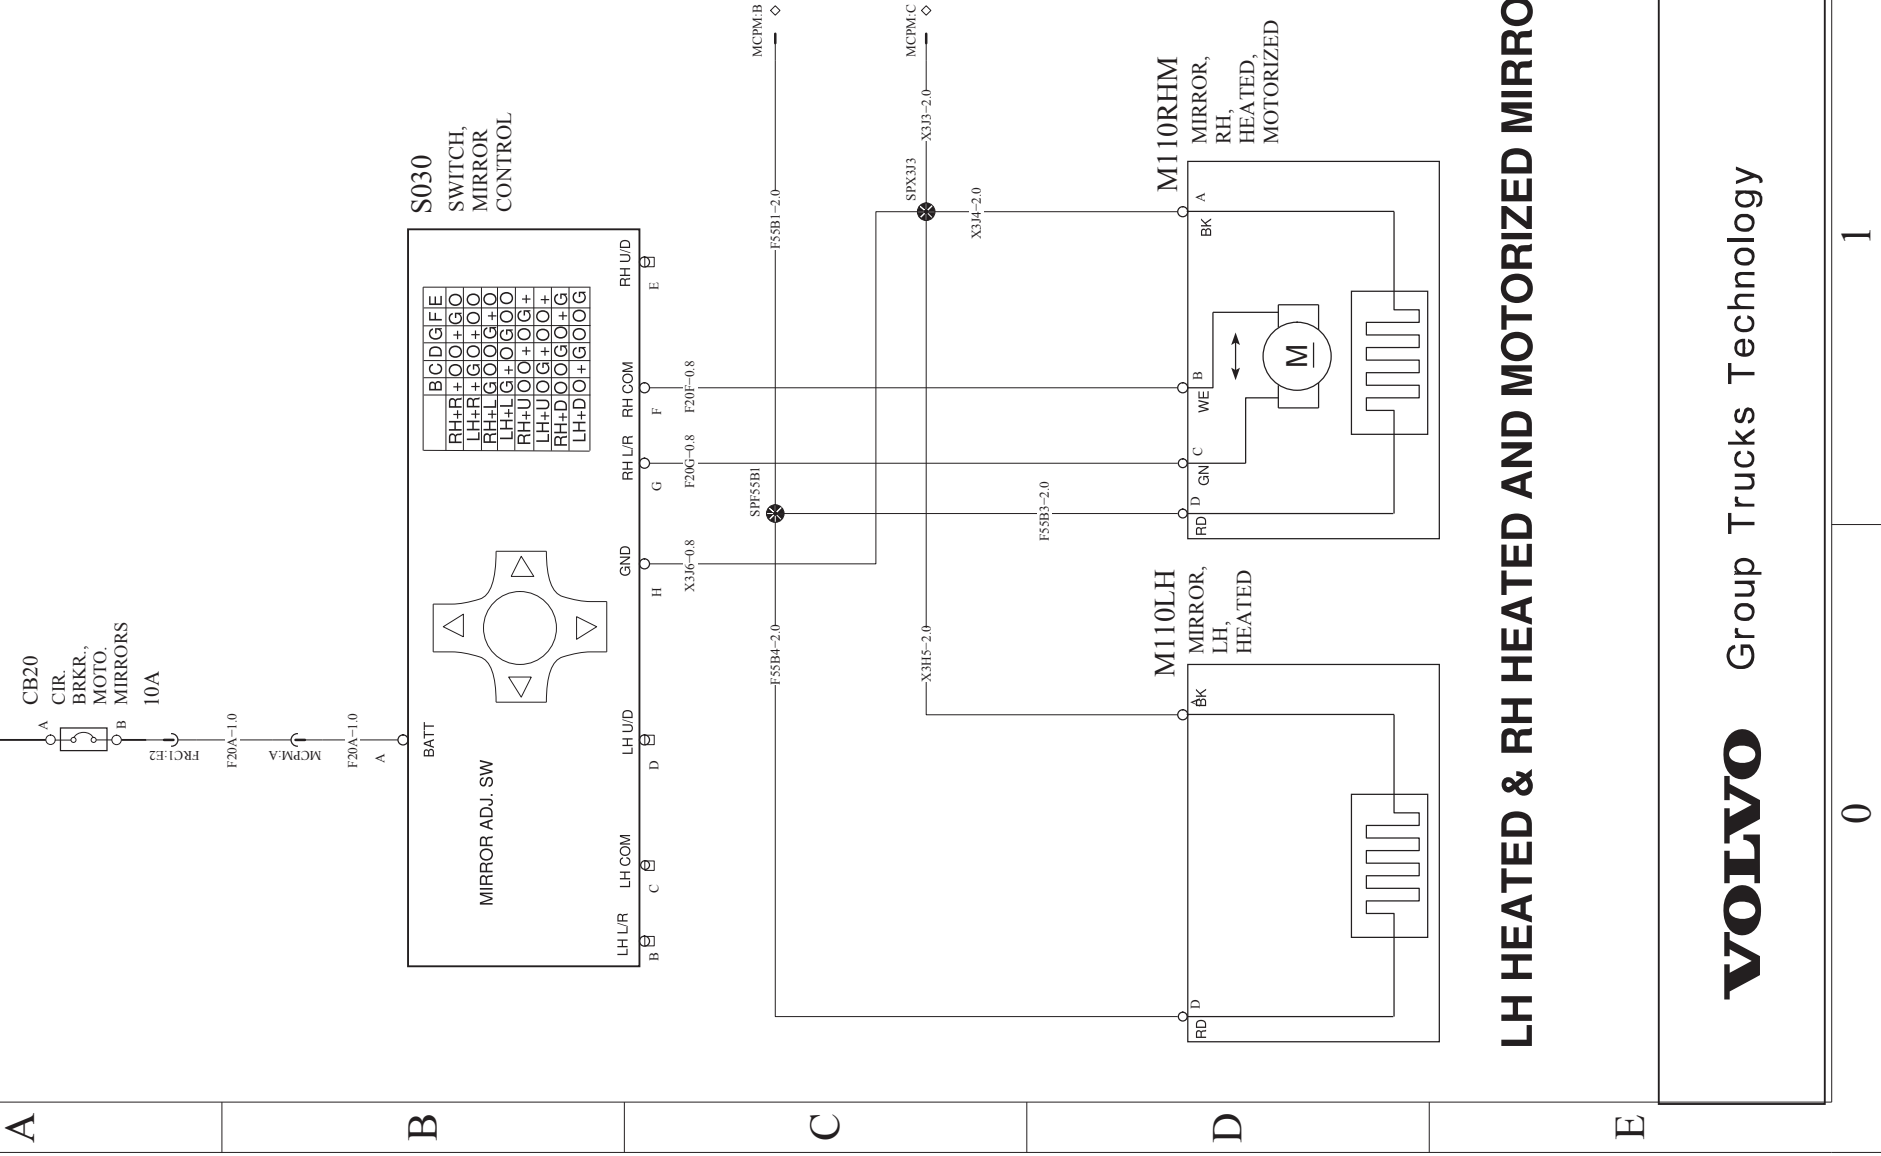 CB20
CIR.
BRKR.,
MOTO.
MIRRORS
10A
A
B
FRC1:E2
F20A−1.0
MCPM:A
F20A−1.0
A
BATT
S030
SWITCH,
MIRROR
CONTROL
MIRROR ADJ. SW
B C D G F E
RH+R + O O + G O
LH+R + G O + O O
RH+L G O O G + O
LH+L G + O G O O
RH+U O O + O G +
LH+U O G + O O +
RH+D O O G O + G
LH+D O + G O O G
LH L/R
LH COM
LH U/D
GND
RH L/R
RH COM
RH U/D
B
C
D
H
G
F
E
X3J6−0.8
F20G−0.8
F20F−0.8
MCPM:B
F55B4−2.0
SPF55B1
F55B1−2.0
MCPM:C
X3H5−2.0
SPX3J3
X3J3−2.0
X3J4−2.0
F55B3−2.0
M110LH
MIRROR,
LH,
HEATED
D
RD
A
BK
M110RHM
MIRROR,
RH,
HEATED,
MOTORIZED
D
RD
C
GN
B
WE
A
BK
M
LH HEATED & RH HEATED AND MOTORIZED MIRRO
VOLVO Group Trucks Technology
0
1
A
B
C
D
E